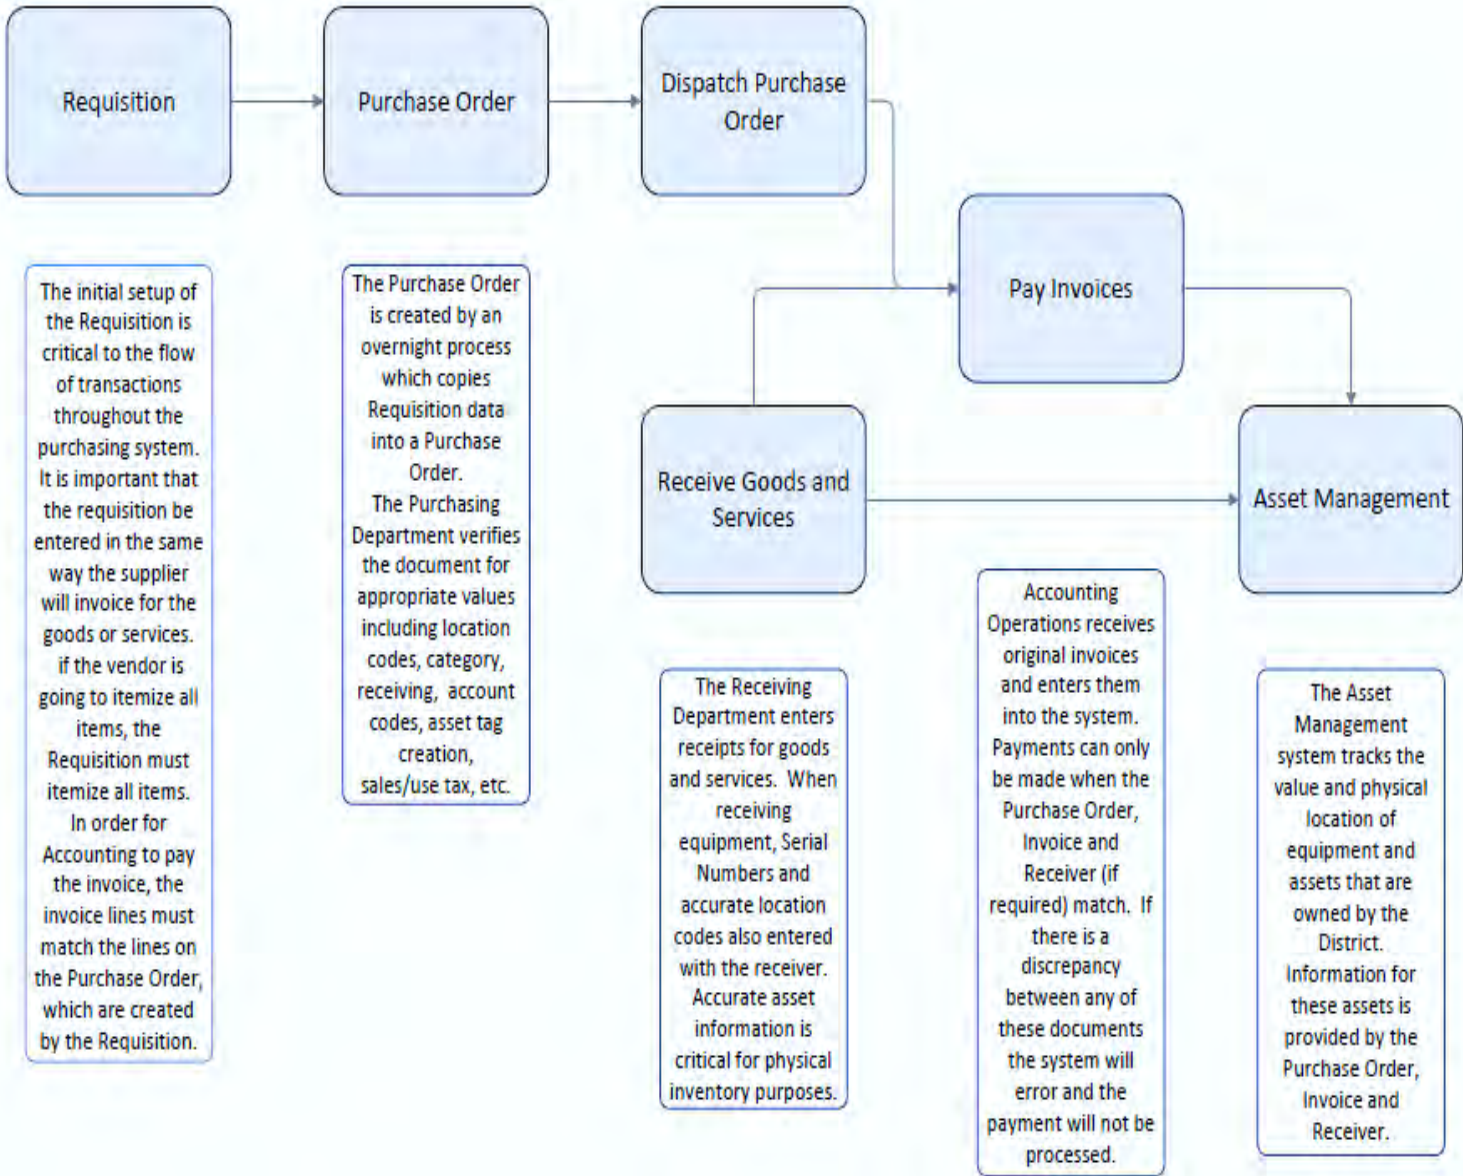 Requisition
Purchase Order
Dispatch Purchase
Order
Pay Invoices
Receive Goods and
Services
Asset Management
The initial setup of
the Requisition is
critical to the flow
of transactions
throughout the
purchasing system.
It is important that
the requisition be
entered in the same
way the supplier
will invoice for the
goods or services.
if the vendor is
going to itemize all
items, the
Requisition must
itemize all items.
In order for
Accounting to pay
the invoice, the
invoice lines must
match the lines on
the Purchase Order,
which are created
by the Requisition.
The Purchase Order
is created by an
overnight process
which copies
Requisition data
into a Purchase
Order.
The Purchasing
Department verifies
the document for
appropriate values
including location
codes, category,
receiving, account
codes, asset tag
creation,
sales/use tax, etc.
The Receiving
Department enters
receipts for goods
and services. When
receiving
equipment, Serial
Numbers and
accurate location
codes also entered
with the receiver.
Accurate asset
information is
critical for physical
inventory purposes.
Accounting
Operations receives
original invoices
and enters them
into the system.
Payments can only
be made when the
Purchase Order,
Invoice and
Receiver (if
required) match. If
there is a
discrepancy
between any of
these documents
the system will
error and the
payment will not be
processed.
The Asset
Management
system tracks the
value and physical
location of
equipment and
assets that are
owned by the
District.
Information for
these assets is
provided by the
Purchase Order,
Invoice and
Receiver.